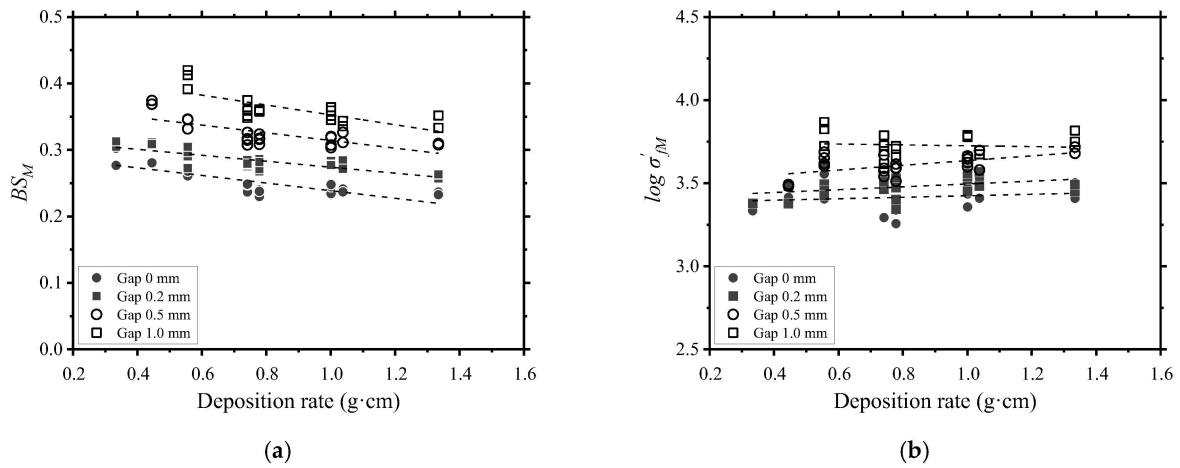 0.5
0.4
0.3
0.2
0.1
0.0
BS_M
0.2 0.4 0.6 0.8 1.0 1.2 1.4 1.6
Deposition rate (g·cm)
Gap 0 mm
Gap 0.2 mm
Gap 0.5 mm
Gap 1.0 mm
(a)
4.5
4.0
3.5
3.0
2.5
log σ'_fM
0.2 0.4 0.6 0.8 1.0 1.2 1.4 1.6
Deposition rate (g·cm)
Gap 0 mm
Gap 0.2 mm
Gap 0.5 mm
Gap 1.0 mm
(b)